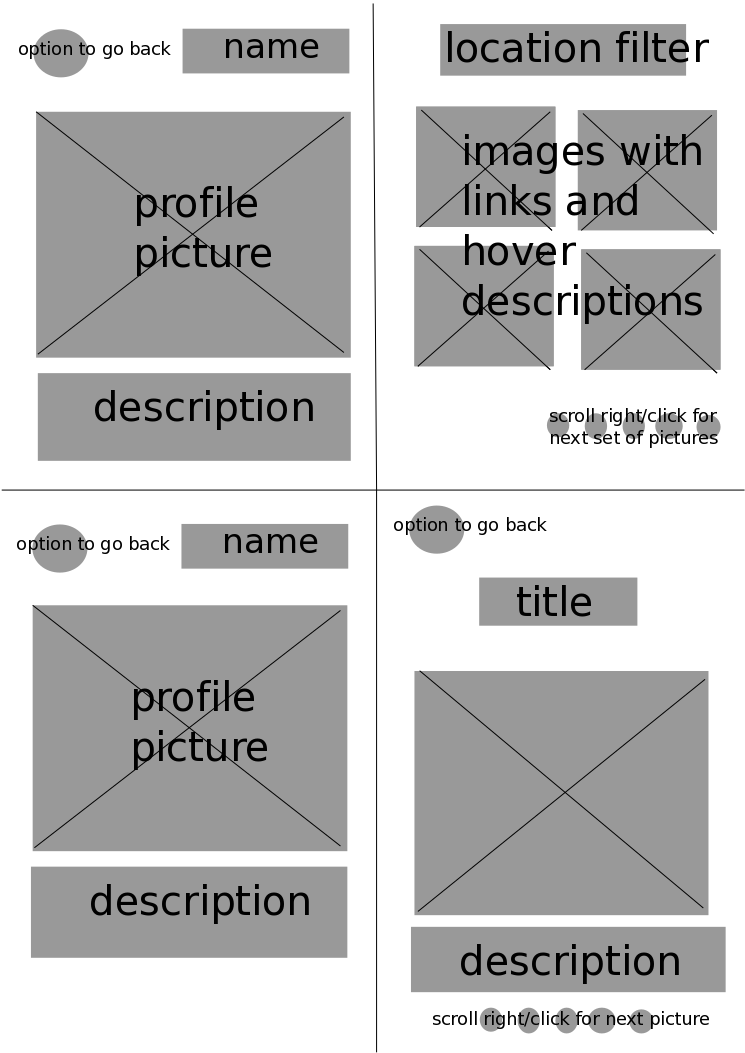 option to go back
name
profile
picture
description
location filter
images with
links and
hover
descriptions
scroll right/click for
next set of pictures
option to go back
name
profile
picture
description
option to go back
title
description
scroll right/click for next picture